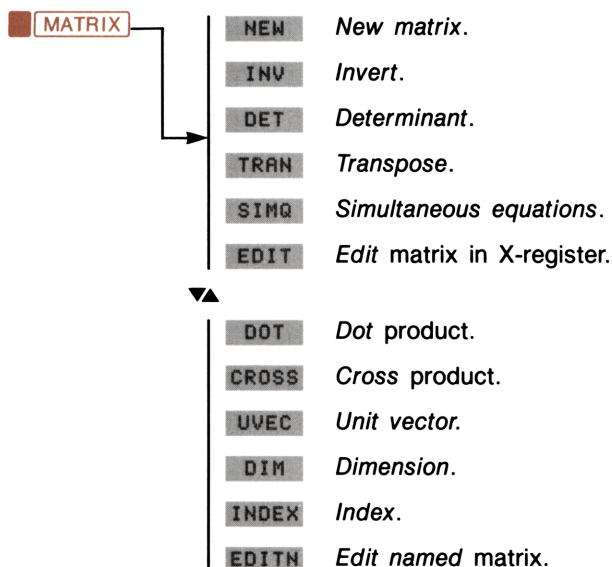 MATRIX NEW New matrix.
INV Invert.
DET Determinant.
TRAN Transpose.
SIMQ Simultaneous equations.
EDIT Edit matrix in X-register.
DOT Dot product.
CROSS Cross product.
UVEC Unit vector.
DIM Dimension.
INDEX Index.
EDITN Edit named matrix.